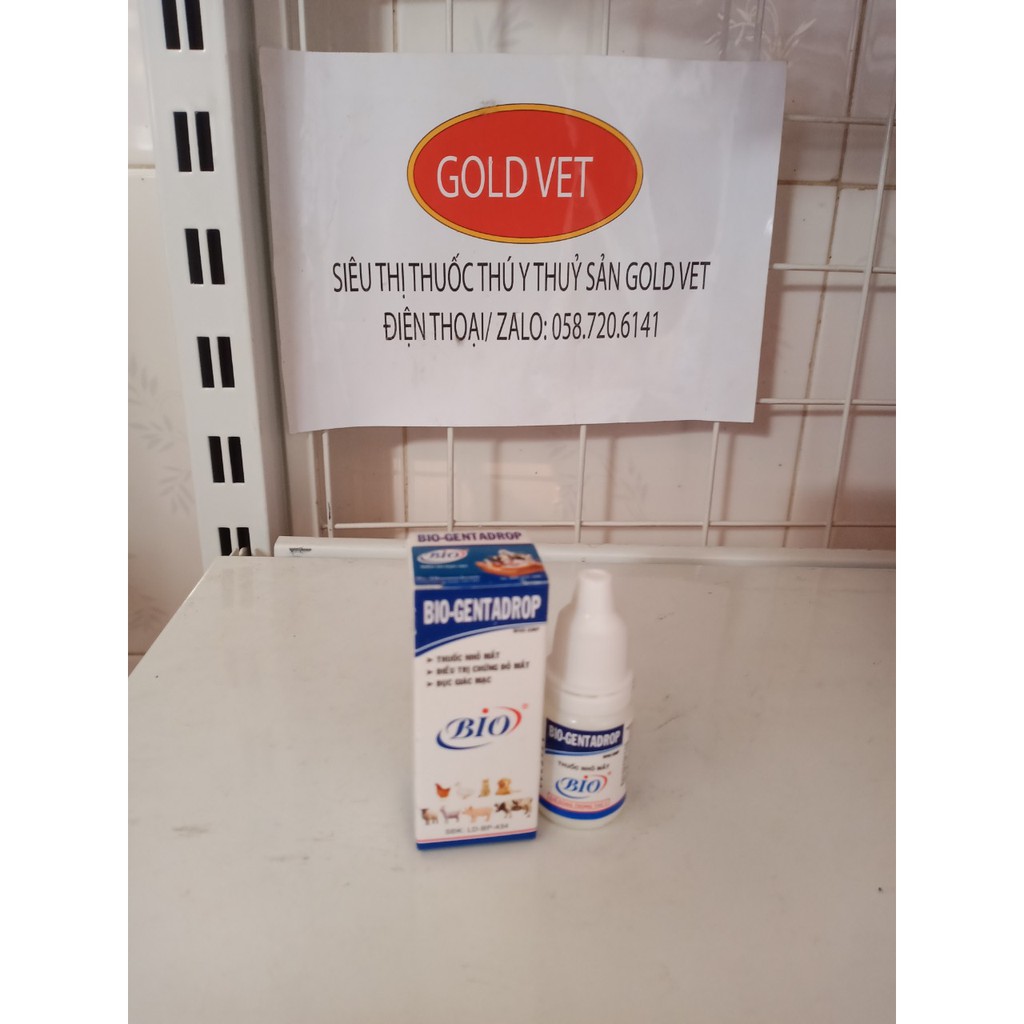 GOLD VET
SIÊU THỊ THUỐC THÚ Y THUỶ SẢN GOLD VET
ĐIỆN THOẠI/ ZALO: 058.720.6141
BIO-GENTADROP
BIO
BIO-GENTADROP
THUỐC NHỎ MẮT
ĐIỀU TRỊ CHỨNG ĐỎ MẮT
ĐỤC GIÁC MẠC
BIO
BIO-GENTADROP
THUỐC NHỎ MẮT
BIO